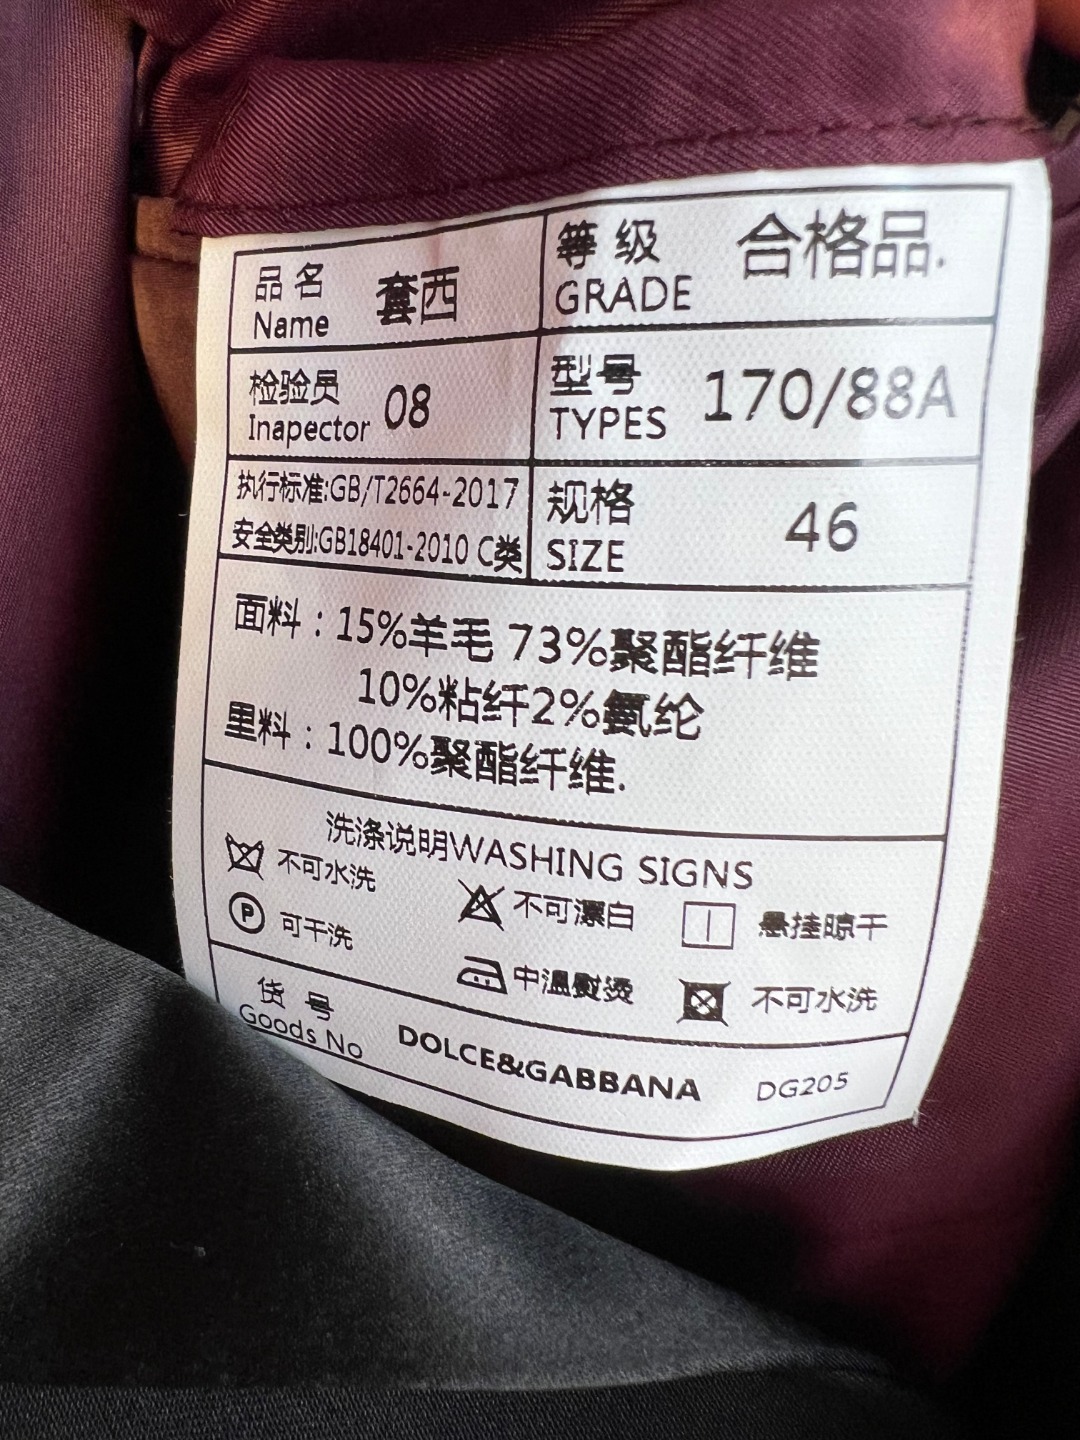 品名 Name 套西
等级 GRADE 合格品.
检验员 Inapector 08
型号 TYPES 170/88A
执行标准:GB/T2664-2017
安全类别:GB18401-2010 C类
规格 SIZE 46
面料：15%羊毛 73%聚酯纤维
10%粘纤2%氨纶
里料：100%聚酯纤维.
洗涤说明WASHING SIGNS
不可水洗
不可漂白
悬挂晾干
P 可干洗
中温熨烫
不可水洗
货号 Goods No DOLCE&GABBANA DG205